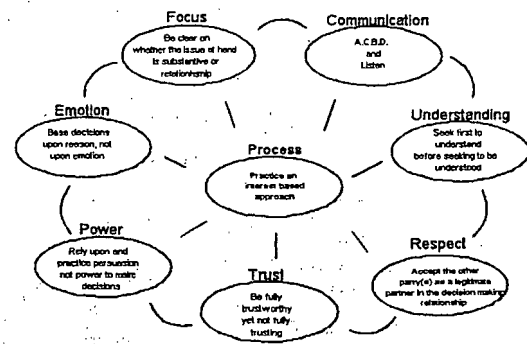 Focus
Be clear on
whether the issue at hand
is substantive or
relationship
Communication
A.C.B.D.
and
Listen
Emotion
Base decisions
upon reason, not
upon emotion
Understanding
Seek first to
understand
before seeking to be
understood
Process
Practice an
interest based
approach
Power
Rely upon and
practice persuasion
not power to make
decisions
Trust
Be fully
trustworthy
yet not fully
trusting
Respect
Accept the other
party(s) as a legitimate
partner in the decision making
relationship